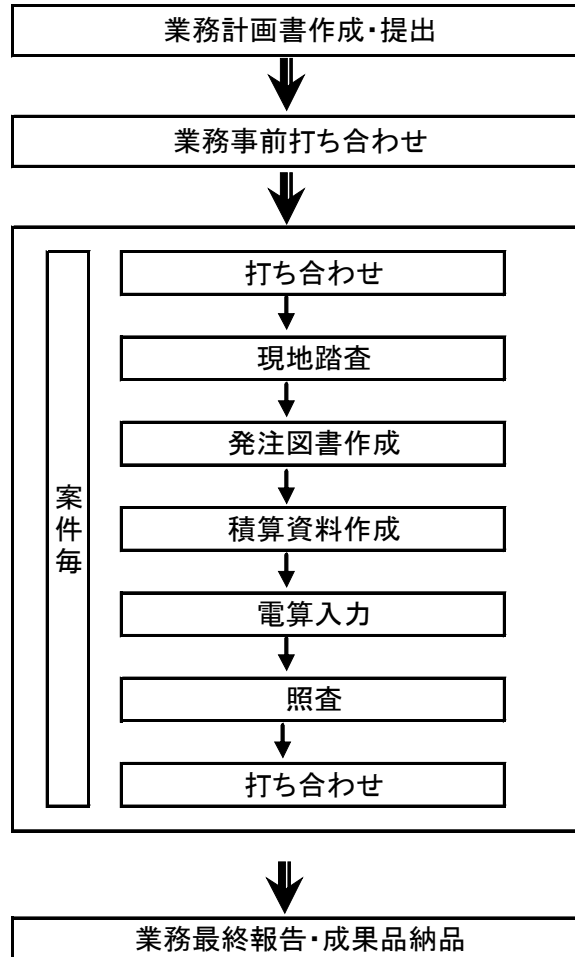 業務計画書作成・提出
業務事前打ち合わせ
案件毎
打ち合わせ
現地踏査
発注図書作成
積算資料作成
電算入力
照査
打ち合わせ
業務最終報告・成果品納品